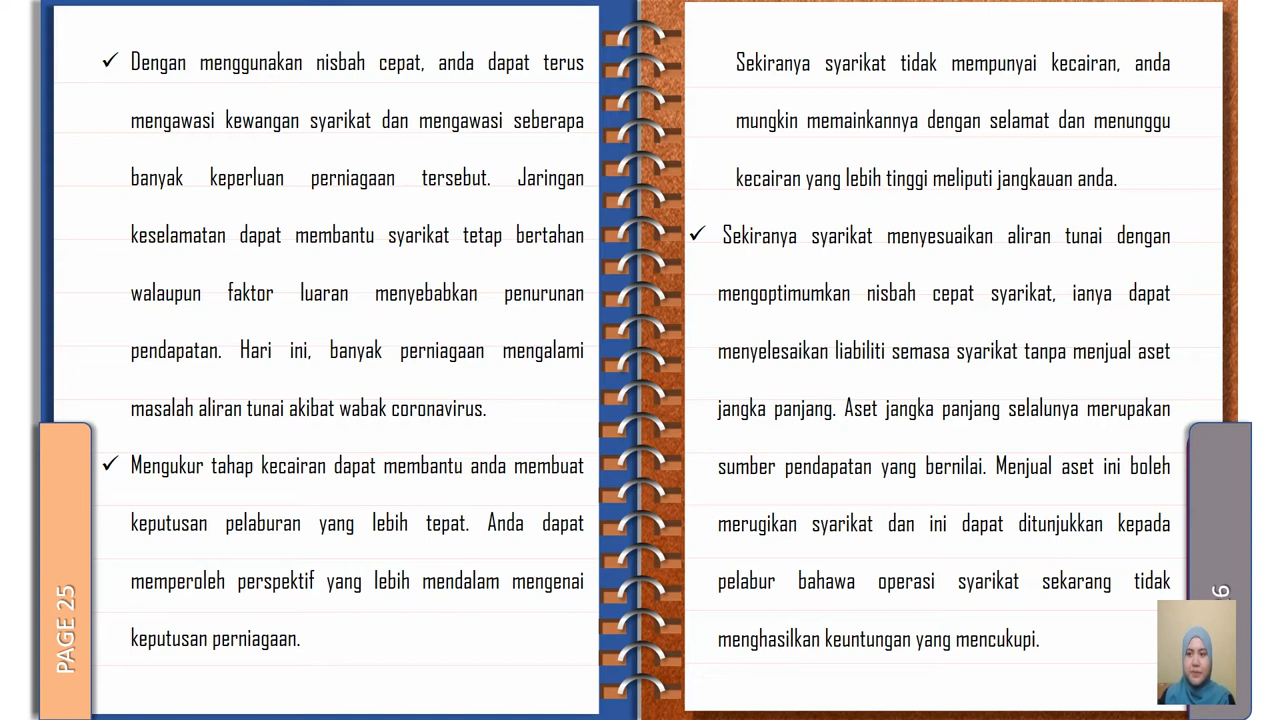 ✓ Dengan menggunakan nisbah cepat, anda dapat terus
mengawasi kewangan syarikat dan mengawasi seberapa
banyak keperluan perniagaan tersebut. Jaringan
keselamatan dapat membantu syarikat tetap bertahan
walaupun faktor luaran menyebabkan penurunan
pendapatan. Hari ini, banyak perniagaan mengalami
masalah aliran tunai akibat wabak coronavirus.
✓ Mengukur tahap kecairan dapat membantu anda membuat
keputusan pelaburan yang lebih tepat. Anda dapat
memperoleh perspektif yang lebih mendalam mengenai
keputusan perniagaan.
PAGE 25
Sekiranya syarikat tidak mempunyai kecairan, anda
mungkin memainkannya dengan selamat dan menunggu
kecairan yang lebih tinggi meliputi jangkauan anda.
✓ Sekiranya syarikat menyesuaikan aliran tunai dengan
mengoptimumkan nisbah cepat syarikat, ianya dapat
menyelesaikan liabiliti semasa syarikat tanpa menjual aset
jangka panjang. Aset jangka panjang selalunya merupakan
sumber pendapatan yang bernilai. Menjual aset ini boleh
merugikan syarikat dan ini dapat ditunjukkan kepada
pelabur bahawa operasi syarikat sekarang tidak
menghasilkan keuntungan yang mencukupi.